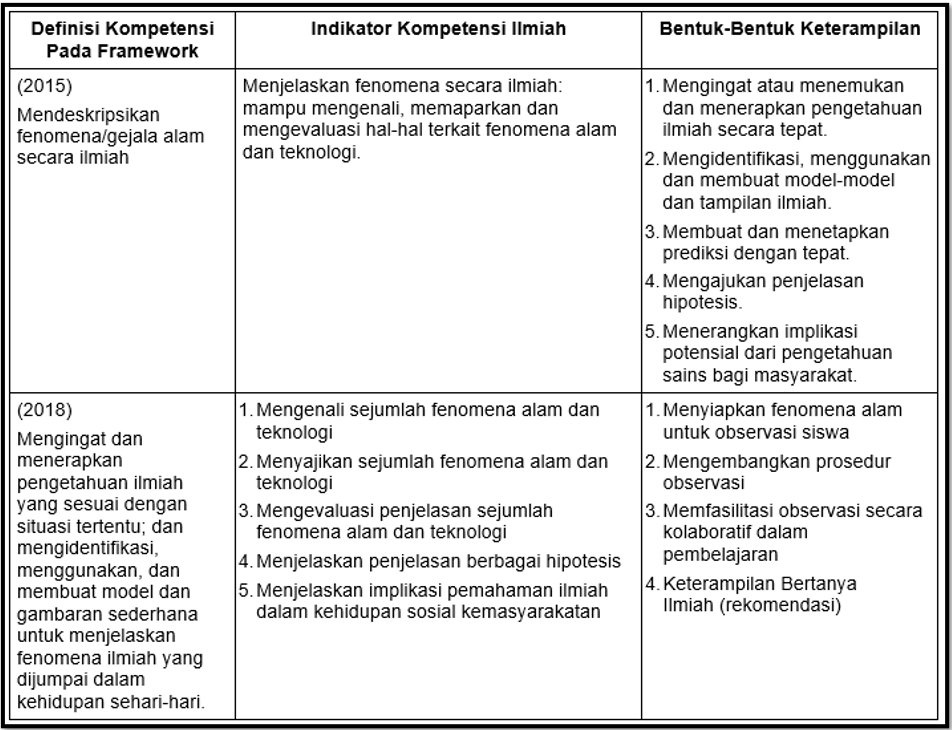 Definisi Kompetensi
Pada Framework
Indikator Kompetensi Ilmiah
Bentuk-Bentuk Keterampilan
(2015)
Mendeskripsikan
fenomena/gejala alam
secara ilmiah
Menjelaskan fenomena secara ilmiah:
mampu mengenali, memaparkan dan
mengevaluasi hal-hal terkait fenomena alam
dan teknologi.
1. Mengingat atau menemukan
dan menerapkan pengetahuan
ilmiah secara tepat.
2. Mengidentifikasi, menggunakan
dan membuat model-model
dan tampilan ilmiah.
3. Membuat dan menetapkan
prediksi dengan tepat.
4. Mengajukan penjelasan
hipotesis.
5. Menerangkan implikasi
potensial dari pengetahuan
sains bagi masyarakat.
(2018)
Mengingat dan
menerapkan
pengetahuan ilmiah
yang sesuai dengan
situasi tertentu; dan
mengidentifikasi,
menggunakan, dan
membuat model dan
gambaran sederhana
untuk menjelaskan
fenomena ilmiah yang
dijumpai dalam
kehidupan sehari-hari.
1. Mengenali sejumlah fenomena alam dan
teknologi
2. Menyajikan sejumlah fenomena alam dan
teknologi
3. Mengevaluasi penjelasan sejumlah
fenomena alam dan teknologi
4. Menjelaskan penjelasan berbagai hipotesis
5. Menjelaskan implikasi pemahaman ilmiah
dalam kehidupan sosial kemasyarakatan
1. Menyiapkan fenomena alam
untuk observasi siswa
2. Mengembangkan prosedur
observasi
3. Memfasilitasi observasi secara
kolaboratif dalam
pembelajaran
4. Keterampilan Bertanya
Ilmiah (rekomendasi)